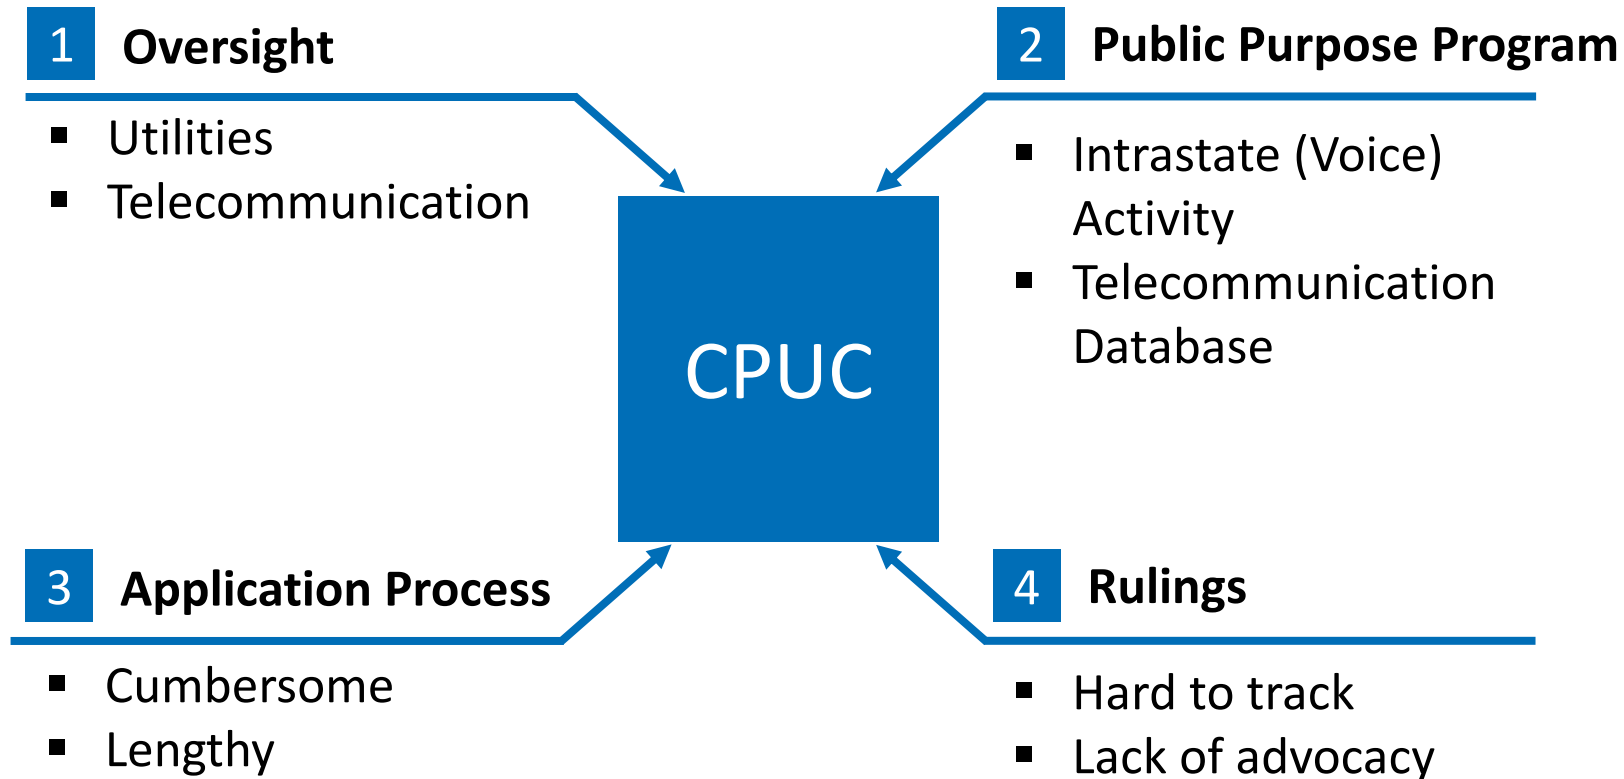 1 Oversight
▪ Utilities
▪ Telecommunication
2 Public Purpose Program
▪ Intrastate (Voice)
Activity
▪ Telecommunication
Database
CPUC
3 Application Process
▪ Cumbersome
▪ Lengthy
4 Rulings
▪ Hard to track
▪ Lack of advocacy